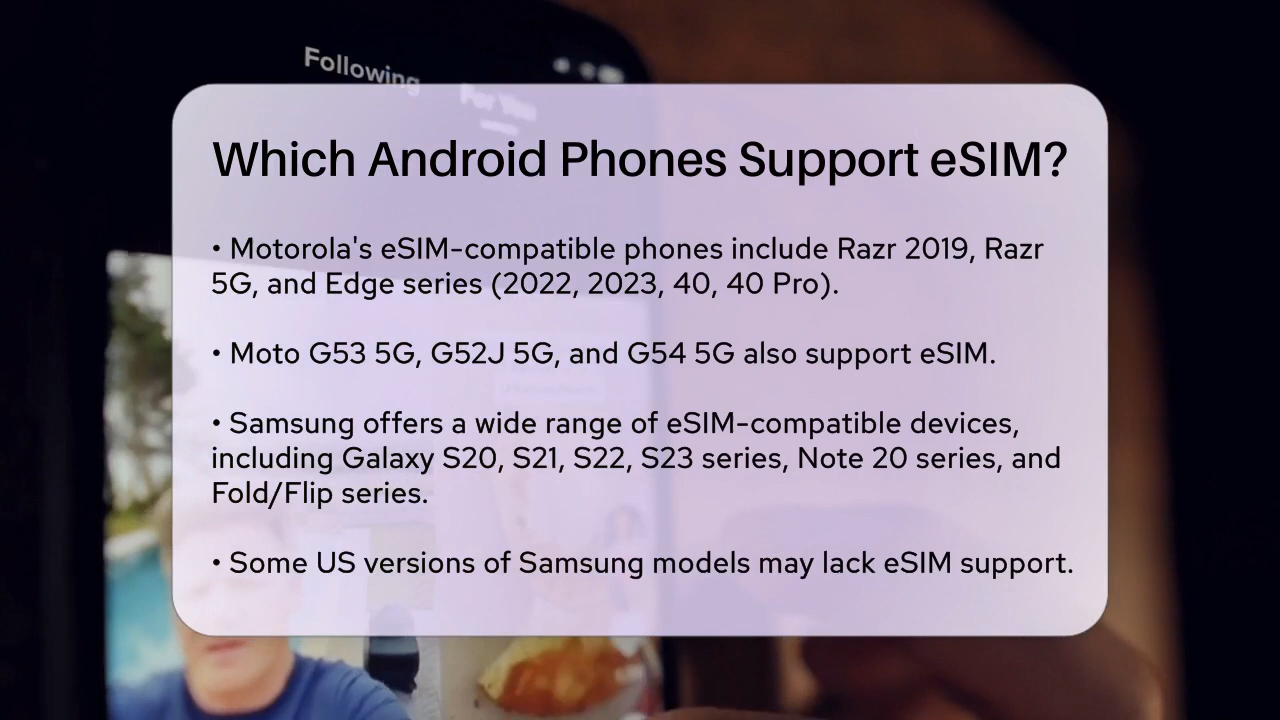 Following
For You
Which Android Phones Support eSIM?
• Motorola's eSIM-compatible phones include Razr 2019, Razr
5G, and Edge series (2022, 2023, 40, 40 Pro).
• Moto G53 5G, G52J 5G, and G54 5G also support eSIM.
• Samsung offers a wide range of eSIM-compatible devices,
including Galaxy S20, S21, S22, S23 series, Note 20 series, and
Fold/Flip series.
• Some US versions of Samsung models may lack eSIM support.